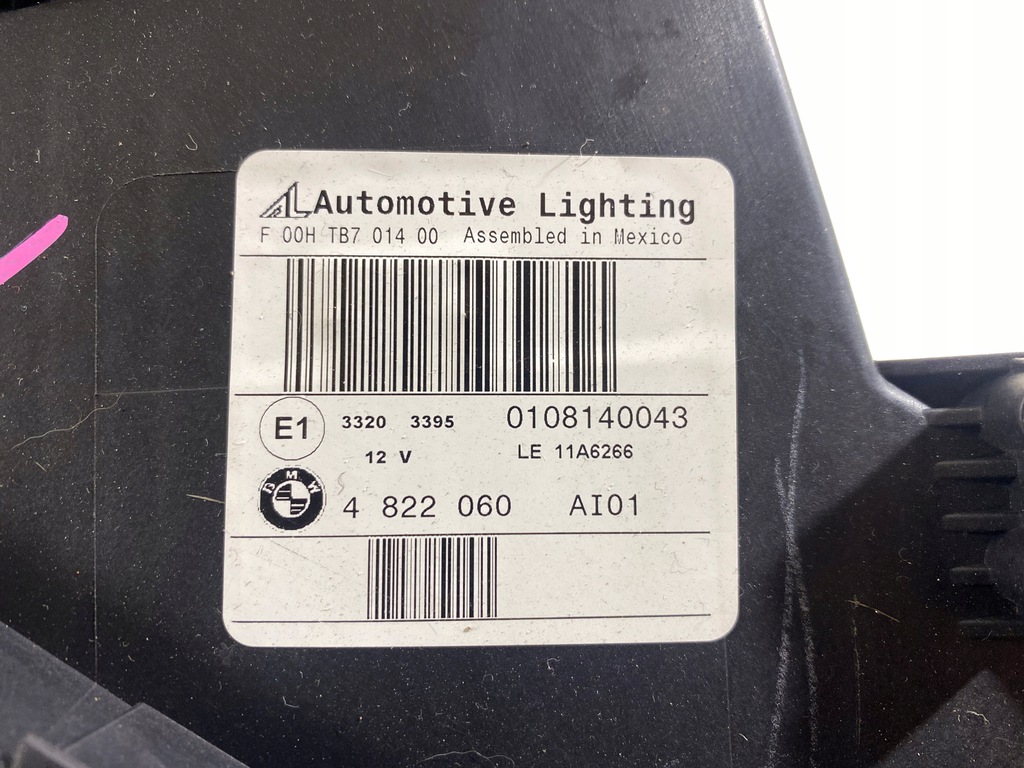 AL Automotive Lighting
F 00H TB7 014 00 Assembled in Mexico
E1 3320 3395 0108140043
12 V LE 11A6266
BMW 4 822 060 AI01